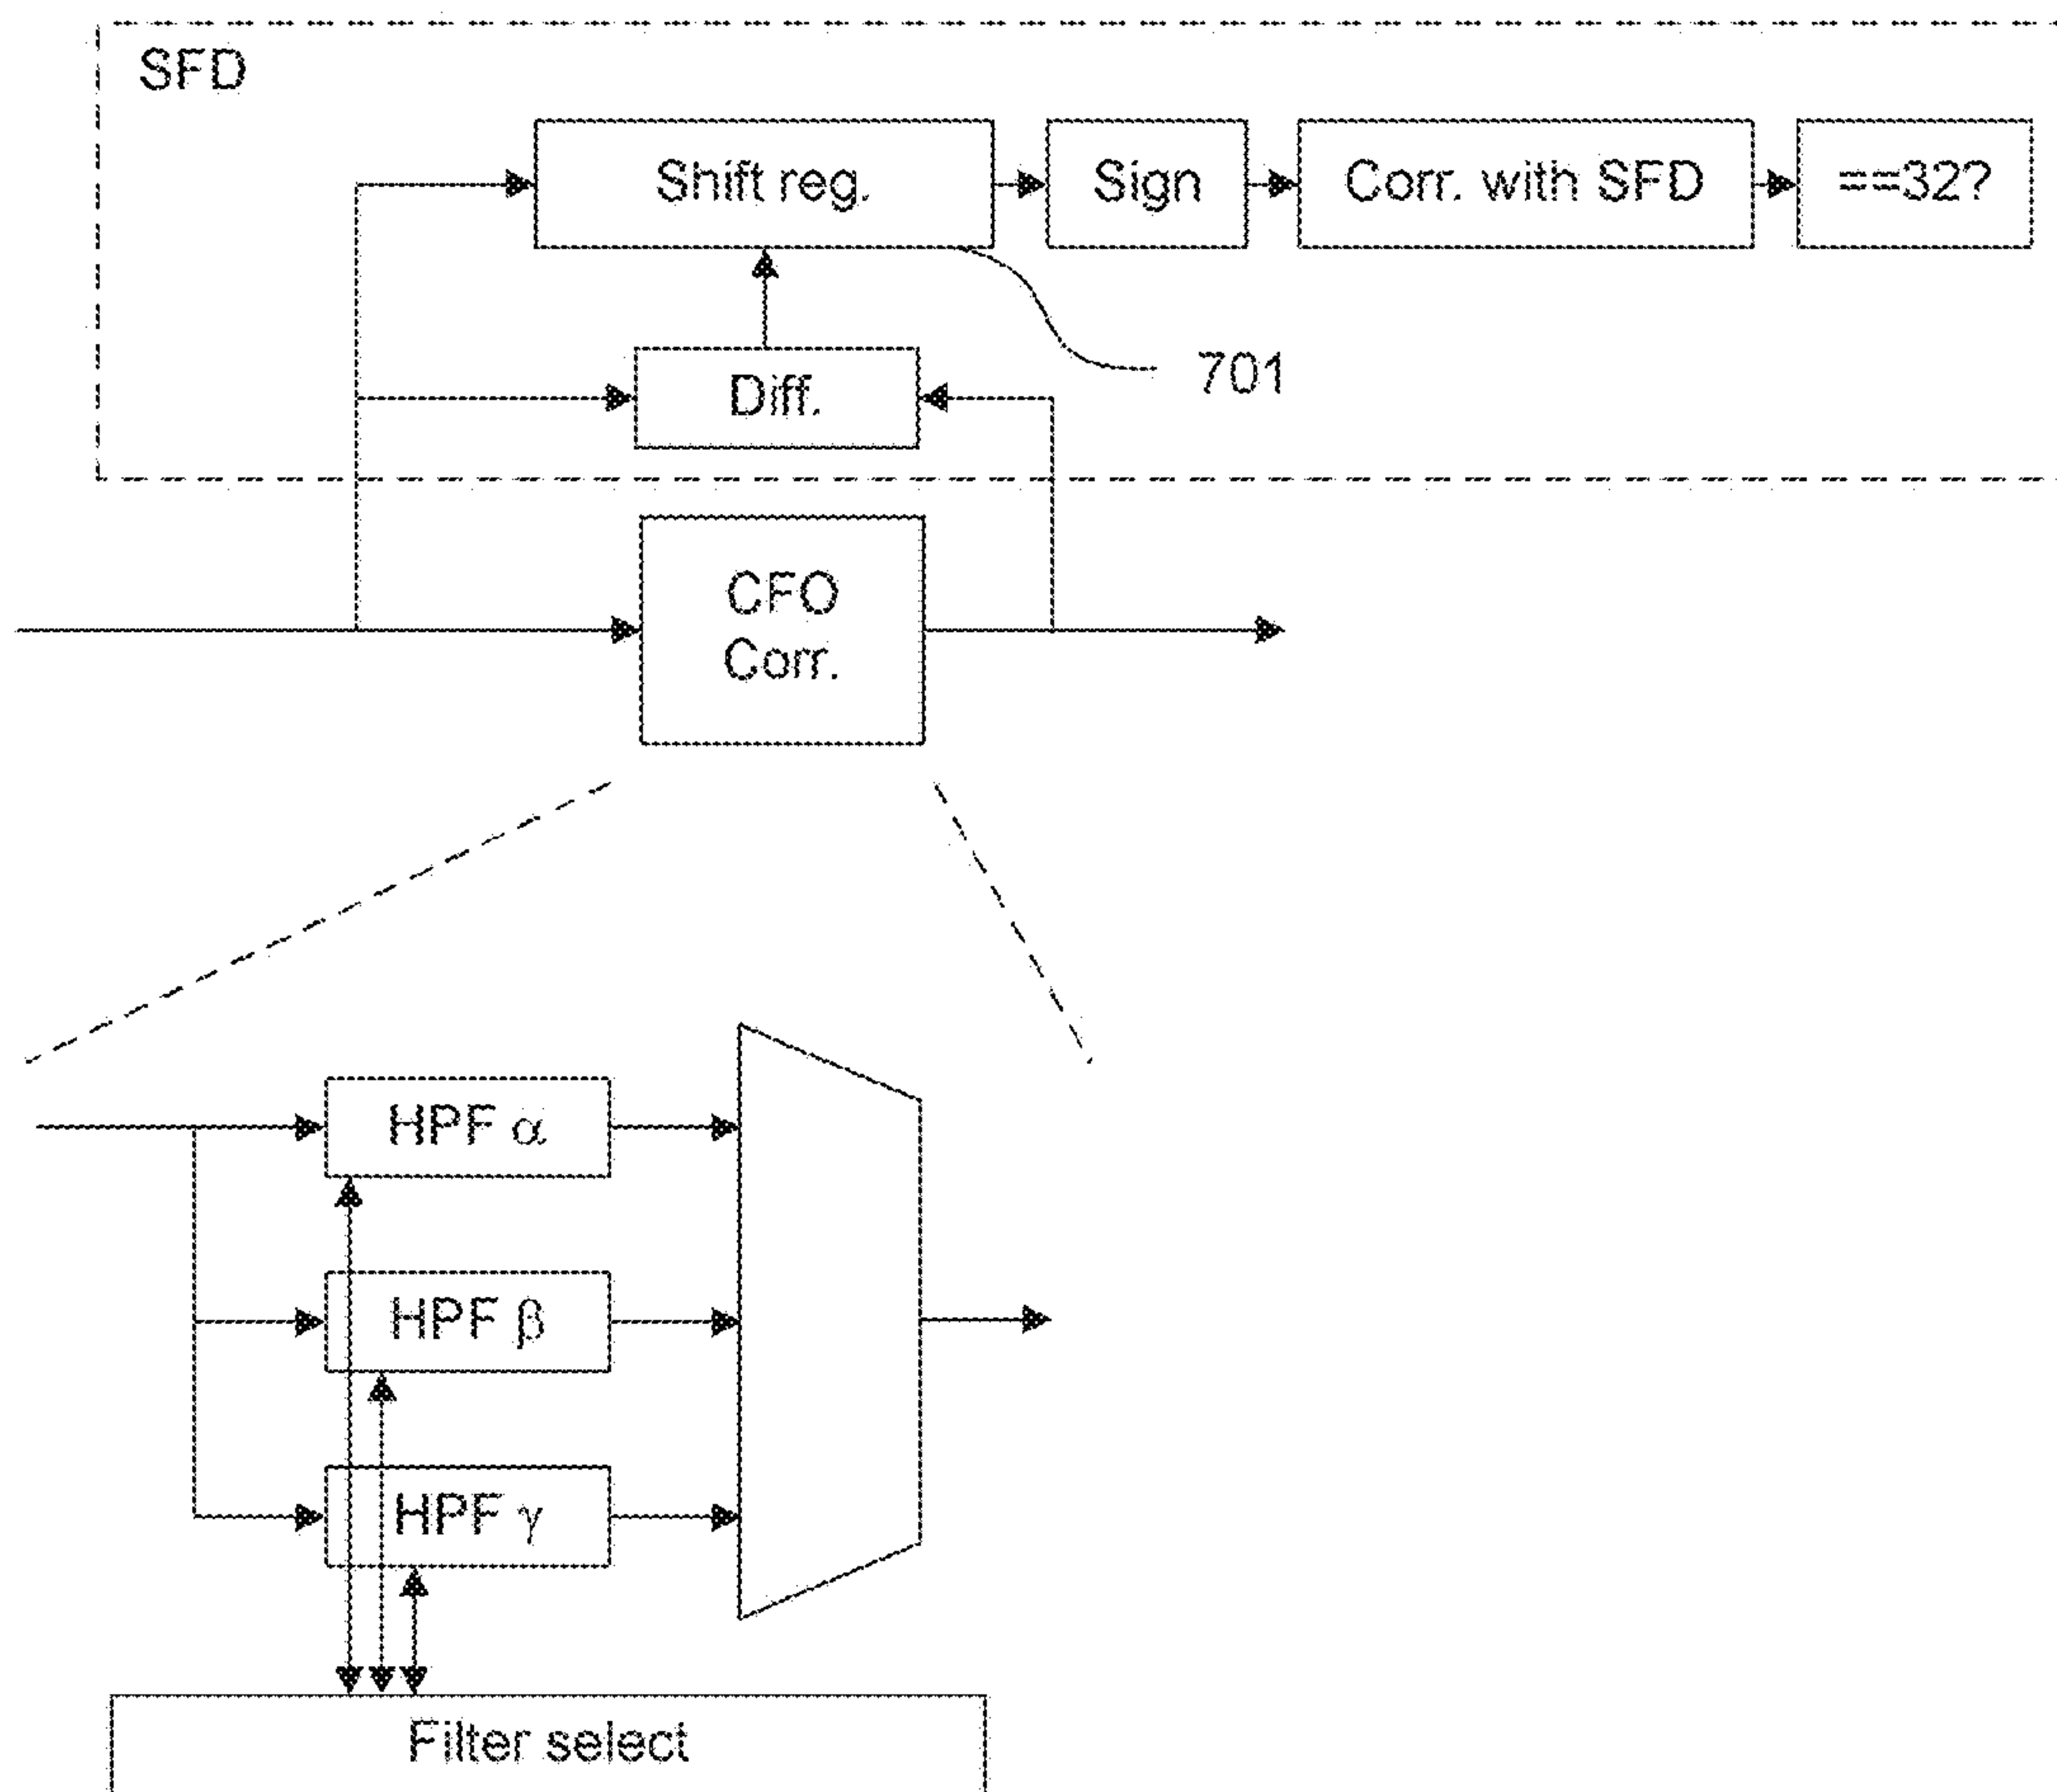 SFD
Shift reg.
Sign
Corr. with SFD
==32?
Diff.
701
CFO
Corr.
HPF α
HPF β
HPF γ
Filter select